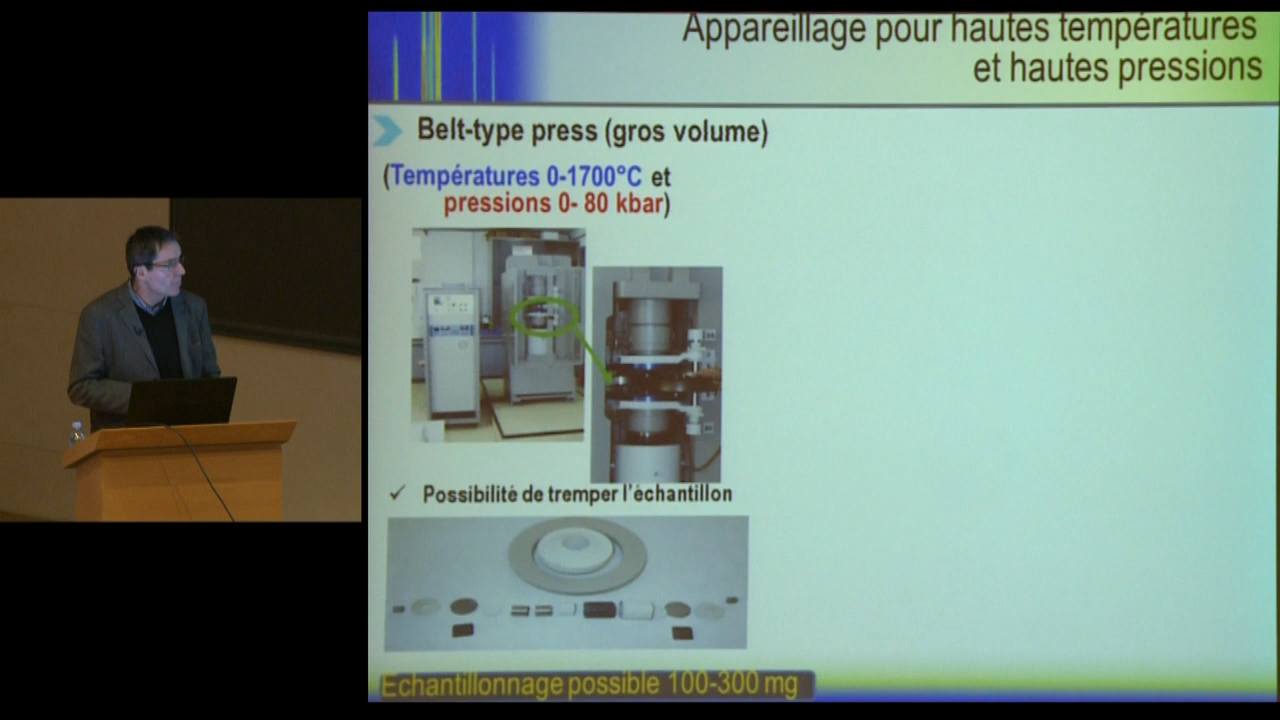 Appareillage pour hautes températures
et hautes pressions
Belt-type press (gros volume)
(Températures 0-1700°C et
pressions 0- 80 kbar)
✓ Possibilité de tremper l'échantillon
Echantillonnage possible 100-300 mg